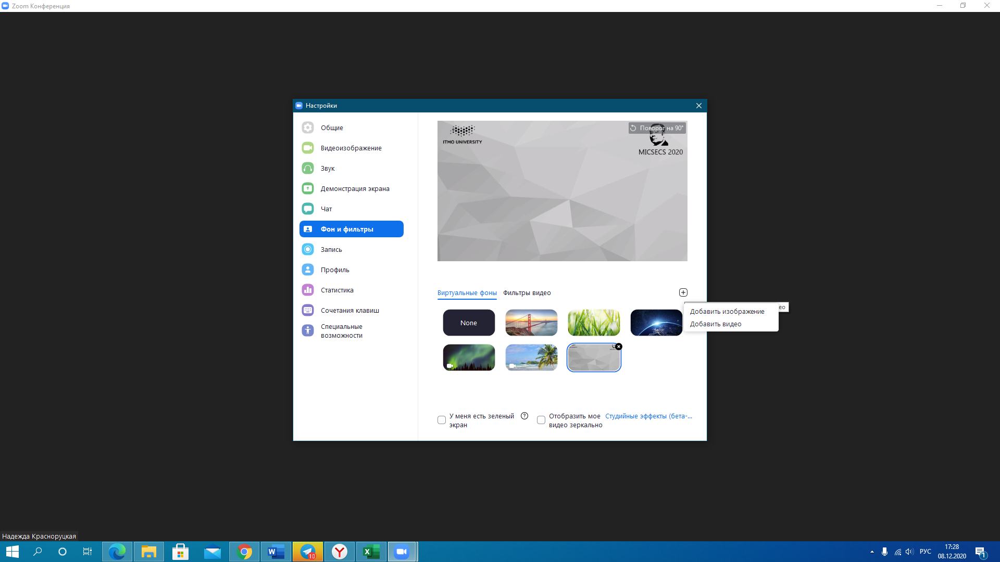 Zoom Конференция
Настройки
Общие
Видеоизображение
Звук
Демонстрация экрана
Чат
Фон и фильтры
Запись
Профиль
Статистика
Сочетания клавиш
Специальные
возможности
ITMO UNIVERSITY
Поворот на 90°
MICSECS 2020
Виртуальные фоны
Фильтры видео
None
Добавить изображение
Добавить видео
У меня есть зеленый
экран
Отобразить мое
видео зеркально
Студийные эффекты (бета-...
Надежда Красноруцкая
10
РУС
17:28
08.12.2020
1